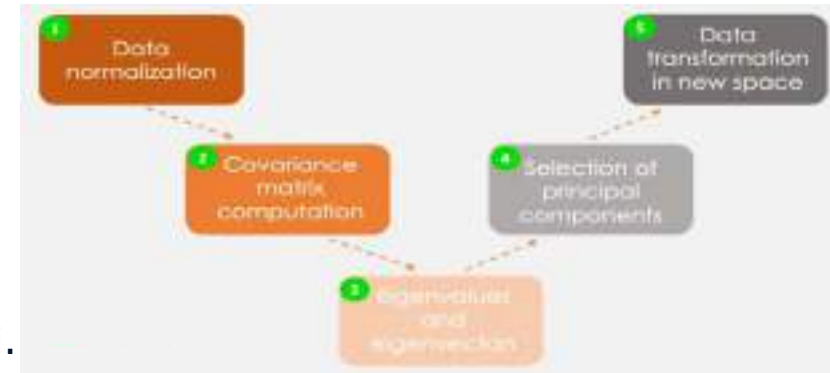 1
Data
normalization
2
Covariance
matrix
computation
3
eigenvalues
and
eigenvectors
4
Selection of
principal
components
5
Data
transformation
in new space
.